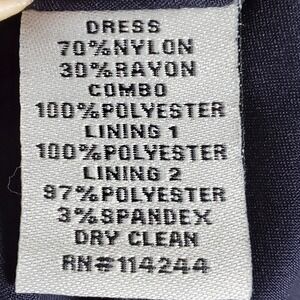 DRESS
70%NYLON
30%RAYON
COMBO
100%POLYESTER
LINING 1
100%POLYESTER
LINING 2
97%POLYESTER
3%SPANDEX
DRY CLEAN
RN#114244